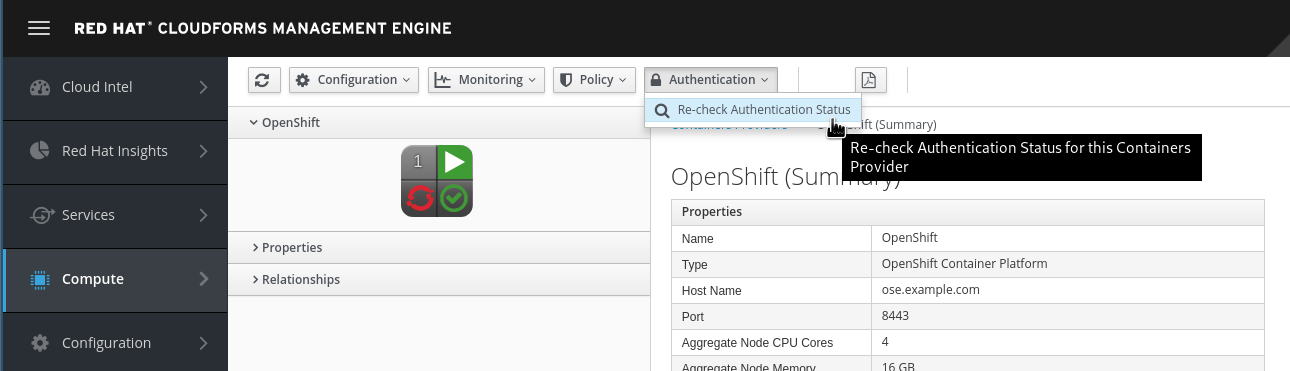 RED HAT® CLOUDFORMS MANAGEMENT ENGINE
Cloud Intel
Red Hat Insights
Services
Compute
Configuration
Configuration
Monitoring
Policy
Authentication
Re-check Authentication Status
Re-check Authentication Status for this Containers
Provider
OpenShift
1
Properties
Relationships
Containers Providers
(Summary)
OpenShift (Summary)
Properties
Name OpenShift
Type OpenShift Container Platform
Host Name ose.example.com
Port 8443
Aggregate Node CPU Cores 4
Aggregate Node Memory 16 GB